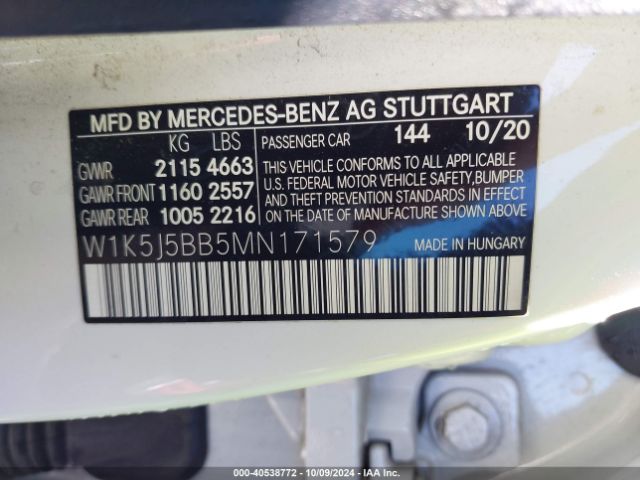 MFD BY MERCEDES-BENZ AG STUTTGART
KG LBS PASSENGER CAR 144 10/20
GVWR 2115 4663
GAWR FRONT 1160 2557
GAWR REAR 1005 2216
THIS VEHICLE CONFORMS TO ALL APPLICABLE
U.S. FEDERAL MOTOR VEHICLE SAFETY,BUMPER
AND THEFT PREVENTION STANDARDS IN EFFECT
ON THE DATE OF MANUFACTURE SHOWN ABOVE
W1K5J5BB5MN171579 MADE IN HUNGARY
000-40538772 - 10/09/2024 - IAA Inc.